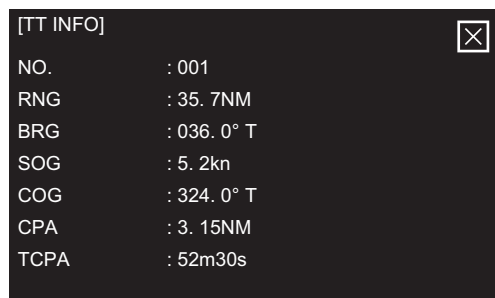 [TT INFO]
NO. : 001
RNG : 35. 7NM
BRG : 036. 0° T
SOG : 5. 2kn
COG : 324. 0° T
CPA : 3. 15NM
TCPA : 52m30s